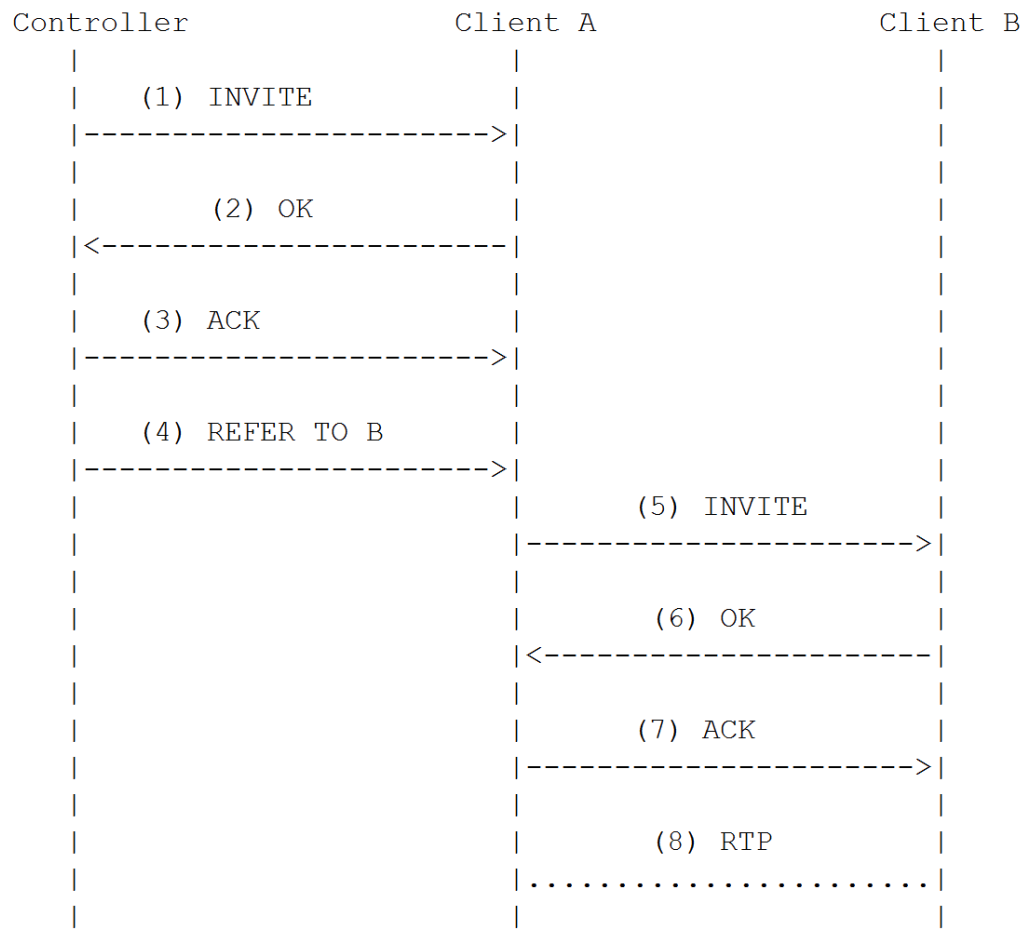 Controller Client A Client B
(1) INVITE
(2) OK
(3) ACK
(4) REFER TO B
(5) INVITE
(6) OK
(7) ACK
(8) RTP